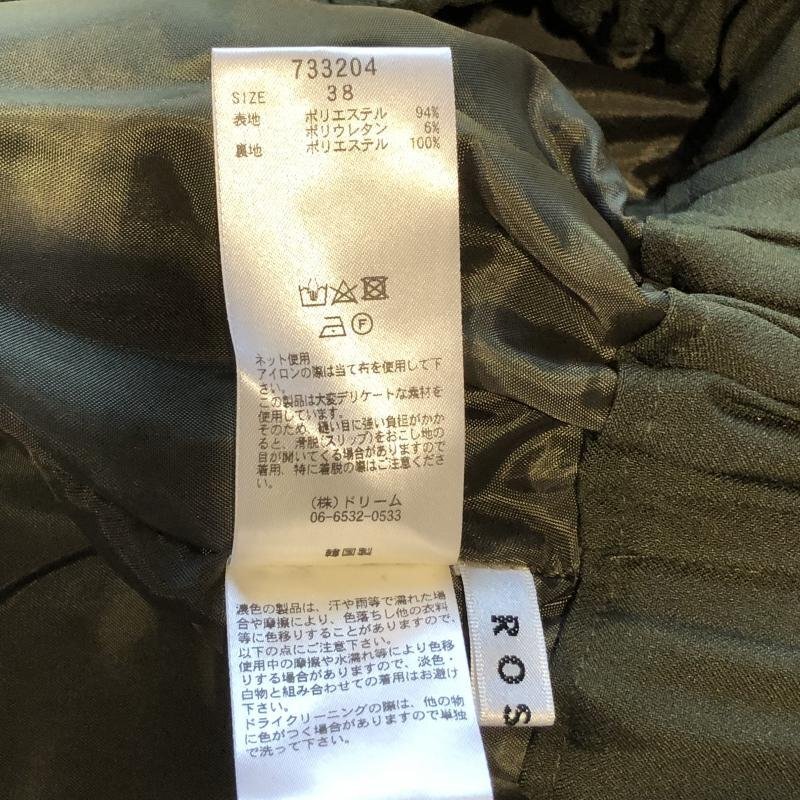 733204
SIZE 38
表地 ポリエステル 94%
ポリウレタン 6%
裏地 ポリエステル 100%
F
ネット使用
アイロンの際は当て布を使用して下
さい。
この製品は大変デリケートな素材を
使用しています。
そのため、縫い目に強い負担がかか
ると、滑脱(スリップ)をおこし地の
目が開いてくる場合がありますので
着用、特に着脱の際はご注意くださ
い。
(株)ドリーム
06-6532-0533
韓国製
濃色の製品は、汗や雨等で濡れた場
合や摩擦により、色落ちし他の衣料
等に色移りすることがありますので、
以下の点にご注意下さい。
使用中の摩擦や水濡れ等により色移
りする場合がありますので、淡色・
白物と組み合わせての着用はお避け
下さい。
ドライクリーニングの際は、他の物
に色がつく場合がありますので単独
で洗って下さい。
ROS